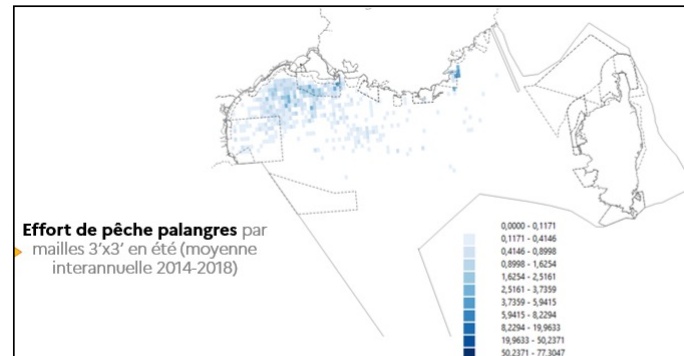 Effort de pêche palangres par
mailles 3'x3' en été (moyenne
interannuelle 2014-2018)
0,0000 - 0,1171
0,1171 - 0,4146
0,4146 - 0,8998
0,8998 - 1,6254
1,6254 - 2,5161
2,5161 - 3,7359
3,7359 - 5,9415
5,9415 - 8,2294
8,2294 - 19,9633
19,9633 - 50,2371
50,2371 - 77,3047